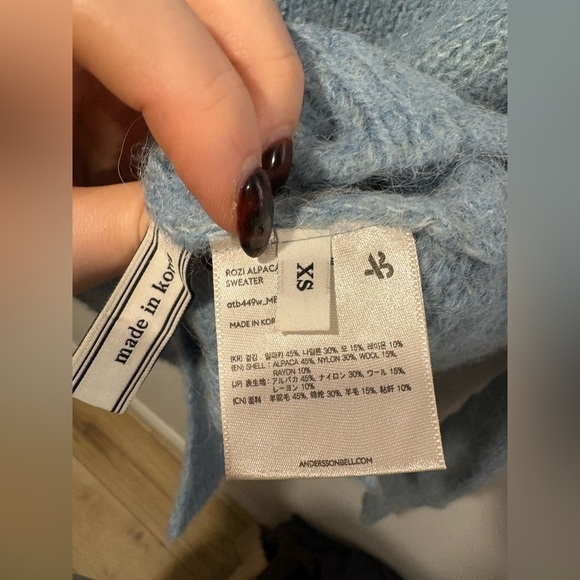 made in kor
ROZI ALPACA
SWEATER
XS
atb449w_ME
MADE IN KOR
(KR) 겉감 : 알파카 45%, 나일론 30%, 모 15%, 레이온 10%
(EN) SHELL : ALPACA 45%, NYLON 30%, WOOL 15%,
RAYON 10%
(JP) 表生地 : アルパカ 45%, ナイロン 30%, ウール 15%,
レーヨン 10%
(CN) 面料 : 羊驼毛 45%, 锦纶 30%, 羊毛 15%, 粘纤 10%
ANDERSSONBELL.COM